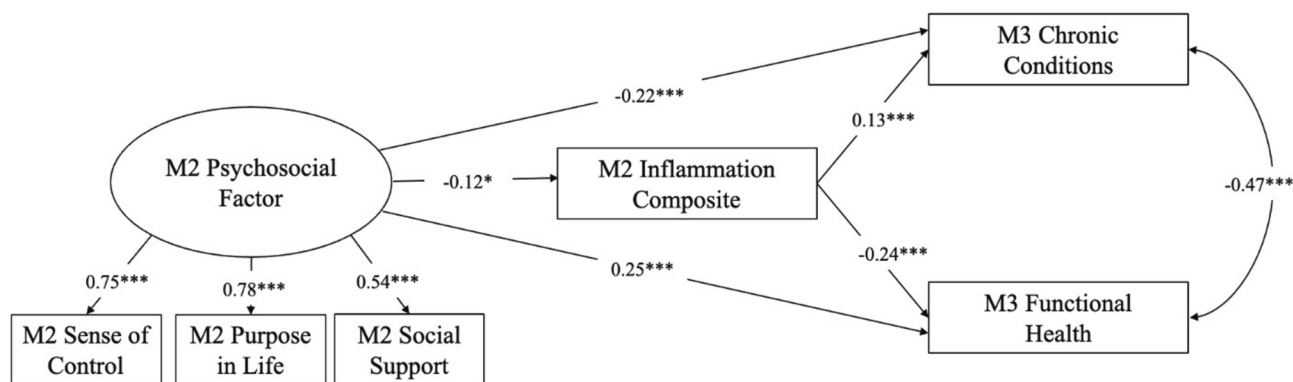 M3 Chronic
Conditions
-0.22***
0.13***
M2 Psychosocial
Factor
-0.12*
M2 Inflammation
Composite
-0.47***
-0.24***
0.25***
0.75***
0.78***
0.54***
M3 Functional
Health
M2 Sense of
Control
M2 Purpose
in Life
M2 Social
Support